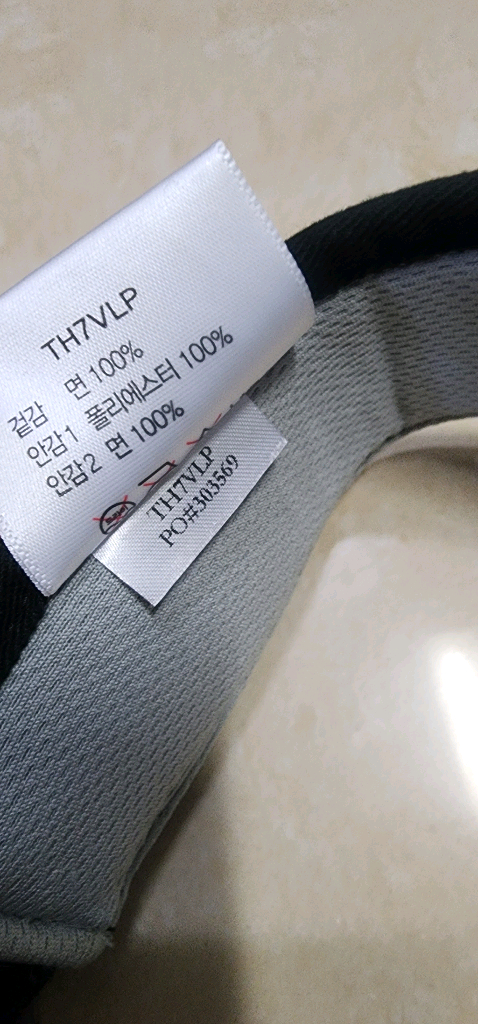 TH7VLP
겉감 면 100%
안감1 폴리에스터 100%
안감2 면 100%
TH7VLP
PO#303569